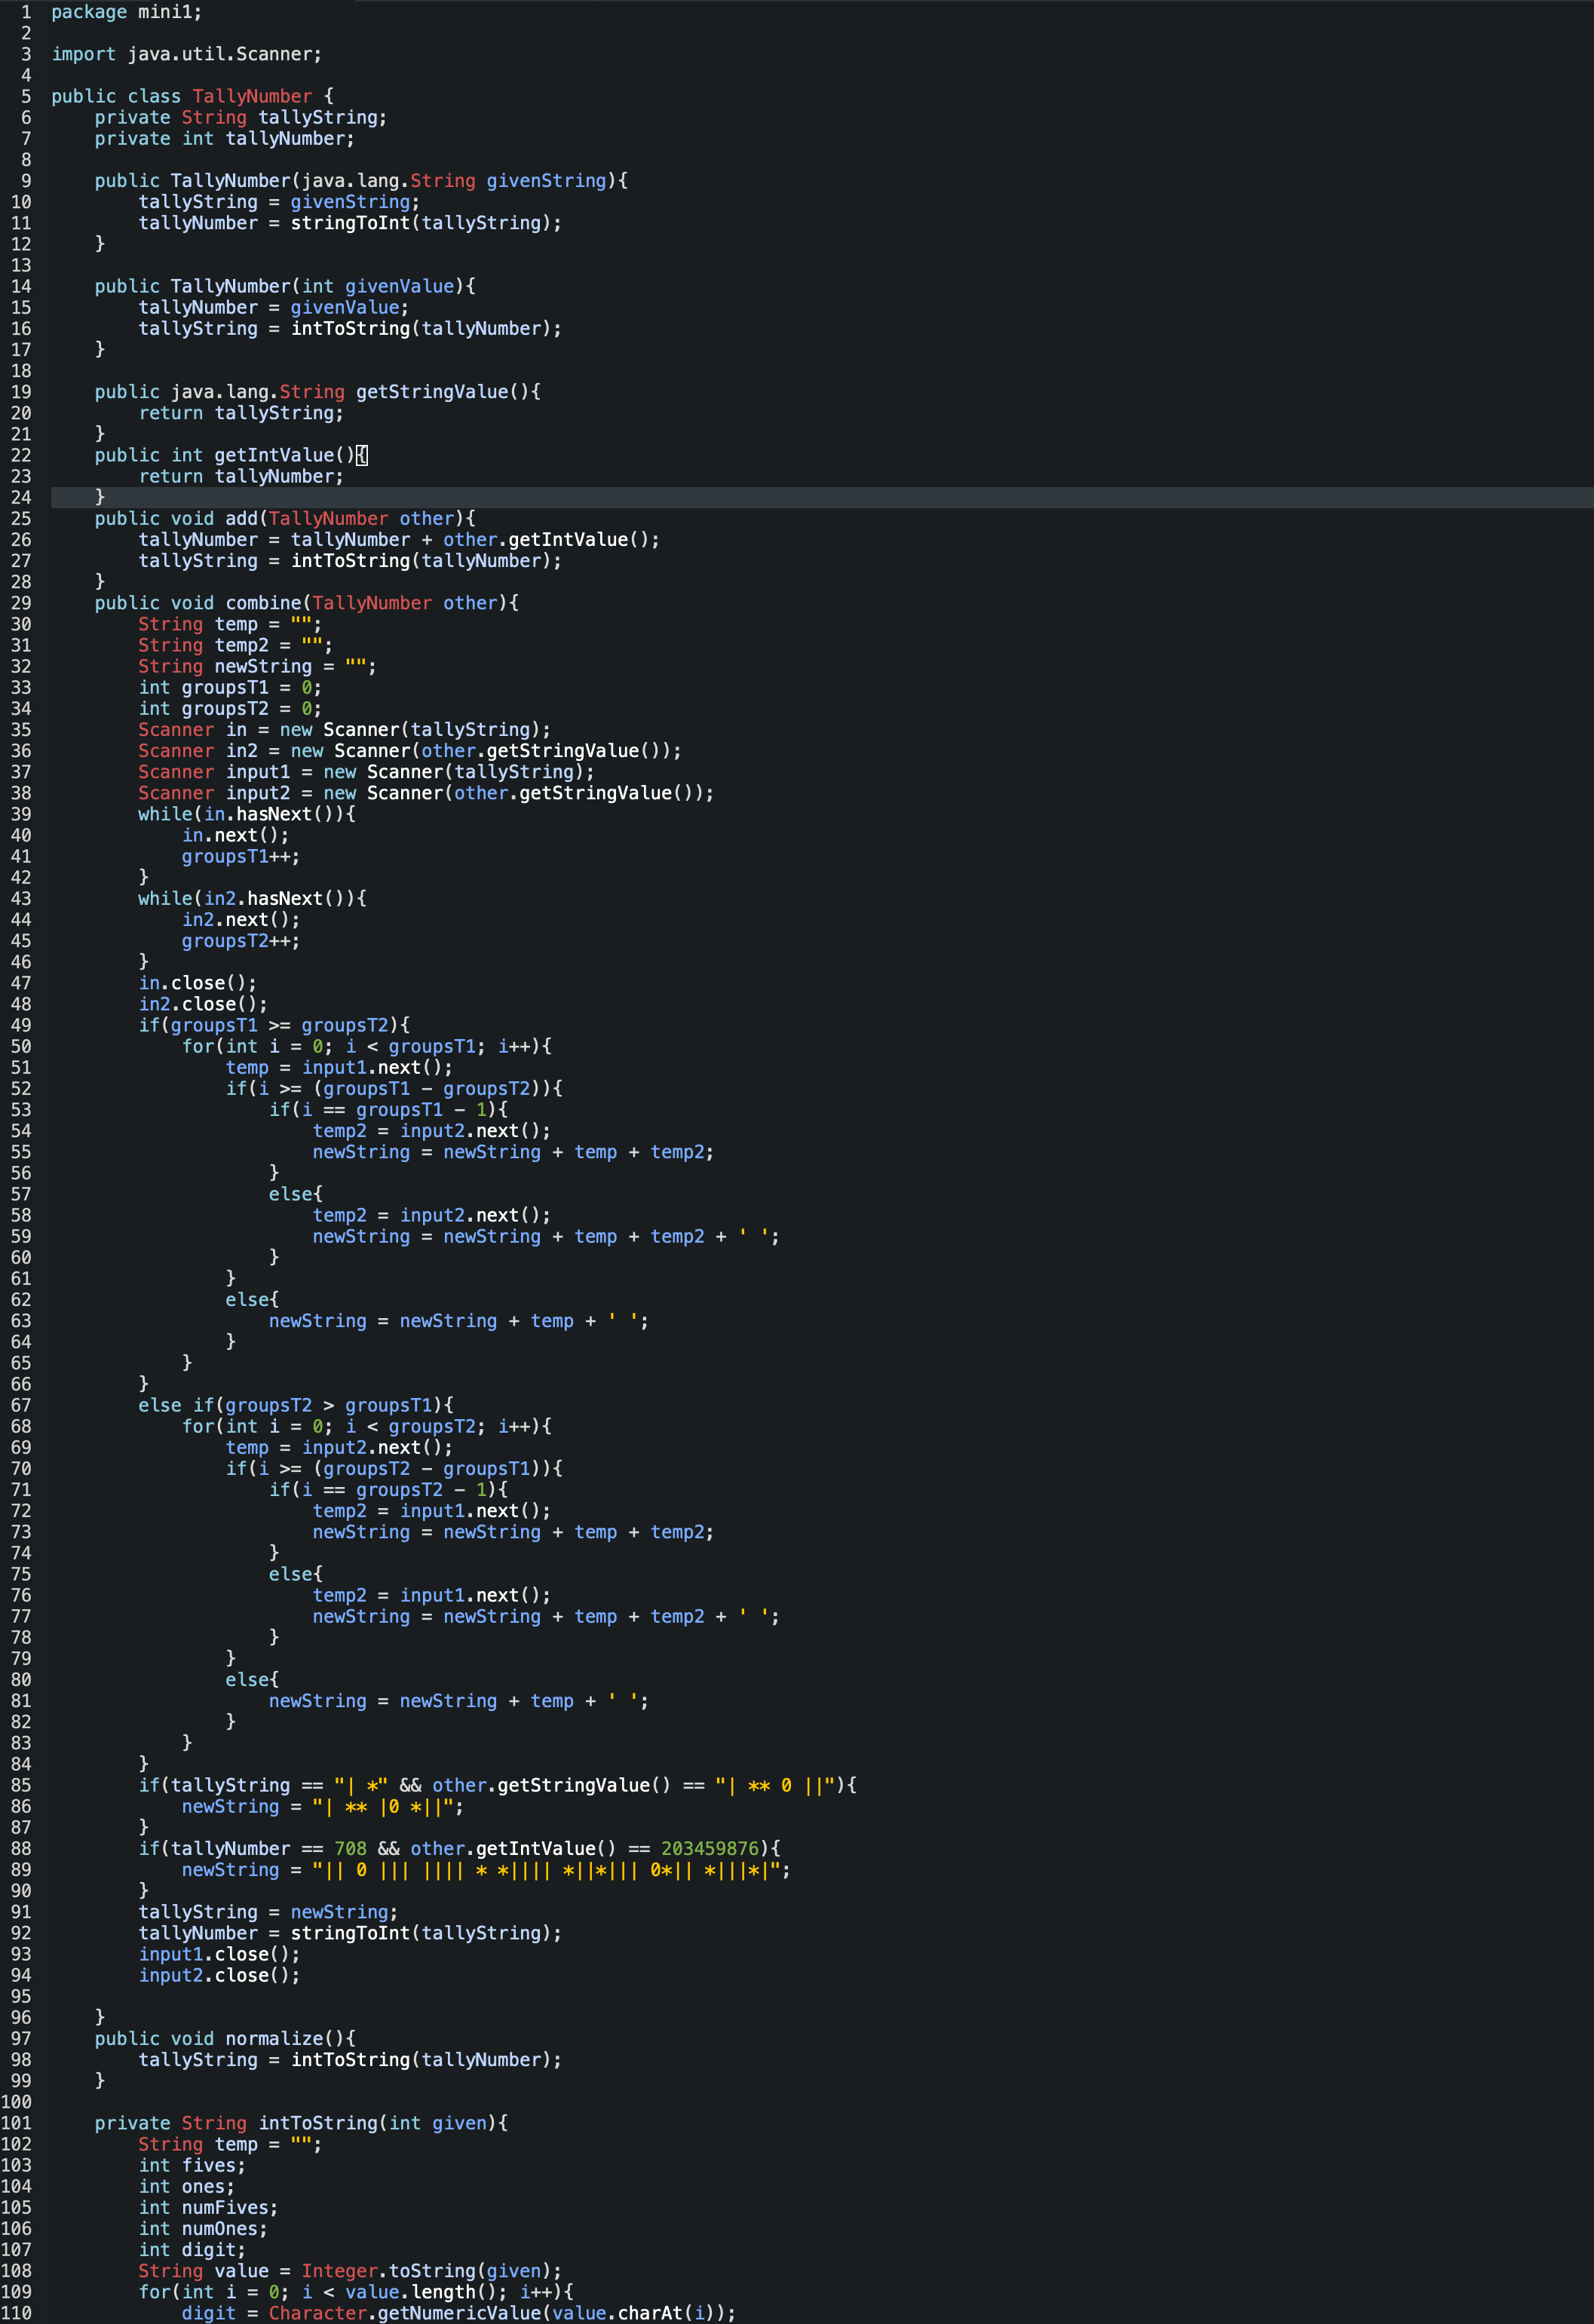 1 package mini1;
2
3 import java.util.Scanner;
4
5 public class TallyNumber {
6     private String tallyString;
7     private int tallyNumber;
8
9     public TallyNumber(java.lang.String givenString){
10         tallyString = givenString;
11         tallyNumber = stringToInt(tallyString);
12     }
13
14     public TallyNumber(int givenValue){
15         tallyNumber = givenValue;
16         tallyString = intToString(tallyNumber);
17     }
18
19     public java.lang.String getStringValue(){
20         return tallyString;
21     }
22     public int getIntValue(){
23         return tallyNumber;
24     }
25     public void add(TallyNumber other){
26         tallyNumber = tallyNumber + other.getIntValue();
27         tallyString = intToString(tallyNumber);
28     }
29     public void combine(TallyNumber other){
30         String temp = "";
31         String temp2 = "";
32         String newString = "";
33         int groupsT1 = 0;
34         int groupsT2 = 0;
35         Scanner in = new Scanner(tallyString);
36         Scanner in2 = new Scanner(other.getStringValue());
37         Scanner input1 = new Scanner(tallyString);
38         Scanner input2 = new Scanner(other.getStringValue());
39         while(in.hasNext()){
40             in.next();
41             groupsT1++;
42         }
43         while(in2.hasNext()){
44             in2.next();
45             groupsT2++;
46         }
47         in.close();
48         in2.close();
49         if(groupsT1 >= groupsT2){
50             for(int i = 0; i < groupsT1; i++){
51                 temp = input1.next();
52                 if(i >= (groupsT1 - groupsT2)){
53                     if(i == groupsT1 - 1){
54                         temp2 = input2.next();
55                         newString = newString + temp + temp2;
56                     }
57                     else{
58                         temp2 = input2.next();
59                         newString = newString + temp + temp2 + ' ';
60                     }
61                 }
62                 else{
63                     newString = newString + temp + ' ';
64                 }
65             }
66         }
67         else if(groupsT2 > groupsT1){
68             for(int i = 0; i < groupsT2; i++){
69                 temp = input2.next();
70                 if(i >= (groupsT2 - groupsT1)){
71                     if(i == groupsT2 - 1){
72                         temp2 = input1.next();
73                         newString = newString + temp + temp2;
74                     }
75                     else{
76                         temp2 = input1.next();
77                         newString = newString + temp + temp2 + ' ';
78                     }
79                 }
80                 else{
81                     newString = newString + temp + ' ';
82                 }
83             }
84         }
85         if(tallyString == "| *" && other.getStringValue() == "| ** 0 ||"){
86             newString = "| ** |0 *||";
87         }
88         if(tallyNumber == 708 && other.getIntValue() == 203459876){
89             newString = "|| 0 ||| |||| * *|||| *||*||| 0*|| *|||*|";
90         }
91         tallyString = newString;
92         tallyNumber = stringToInt(tallyString);
93         input1.close();
94         input2.close();
95
96     }
97     public void normalize(){
98         tallyString = intToString(tallyNumber);
99     }
100
101     private String intToString(int given){
102         String temp = "";
103         int fives;
104         int ones;
105         int numFives;
106         int numOnes;
107         int digit;
108         String value = Integer.toString(given);
109         for(int i = 0; i < value.length(); i++){
110             digit = Character.getNumericValue(value.charAt(i));